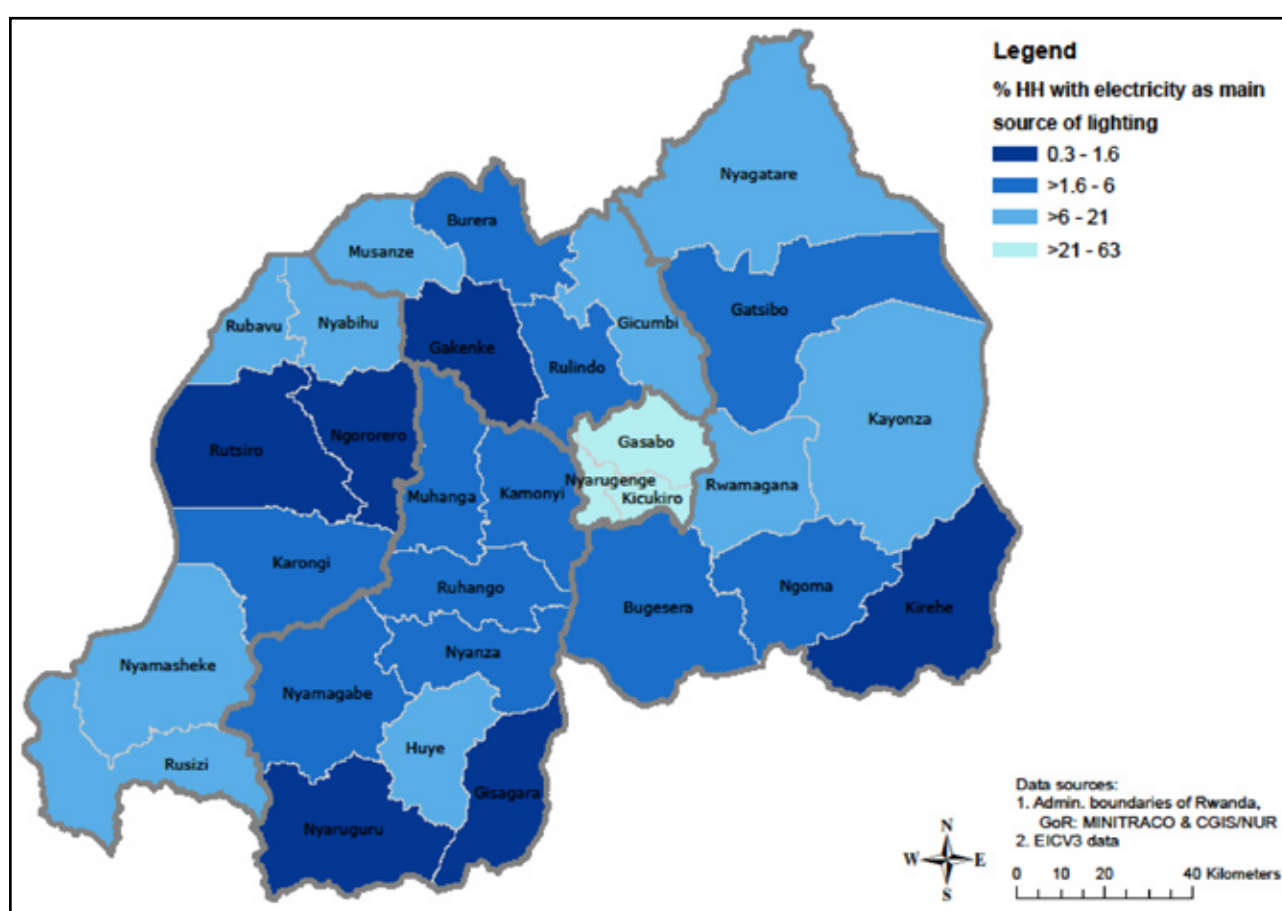 Legend
% HH with electricity as main
source of lighting
0.3 - 1.6
>1.6 - 6
>6 - 21
>21 - 63
Nyagatare
Burera
Musanze
Gatsibo
Gicumbi
Rubavu
Nyabihu
Gakenke
Rulindo
Kayonza
Gasabo
Ngororero
Rutsiro
Nyarugenge
Rwamagana
Kicukiro
Muhanga
Kamonyi
Karongi
Ruhango
Ngoma
Bugesera
Kirehe
Nyanza
Nyamasheke
Nyamagabe
Huye
Rusizi
Gisagara
Nyaruguru
Data sources:
1. Admin. boundaries of Rwanda,
GoR: MINITRACO & CGIS/NUR
2. EICV3 data
N
W E
S
0 10 20 40 Kilometers